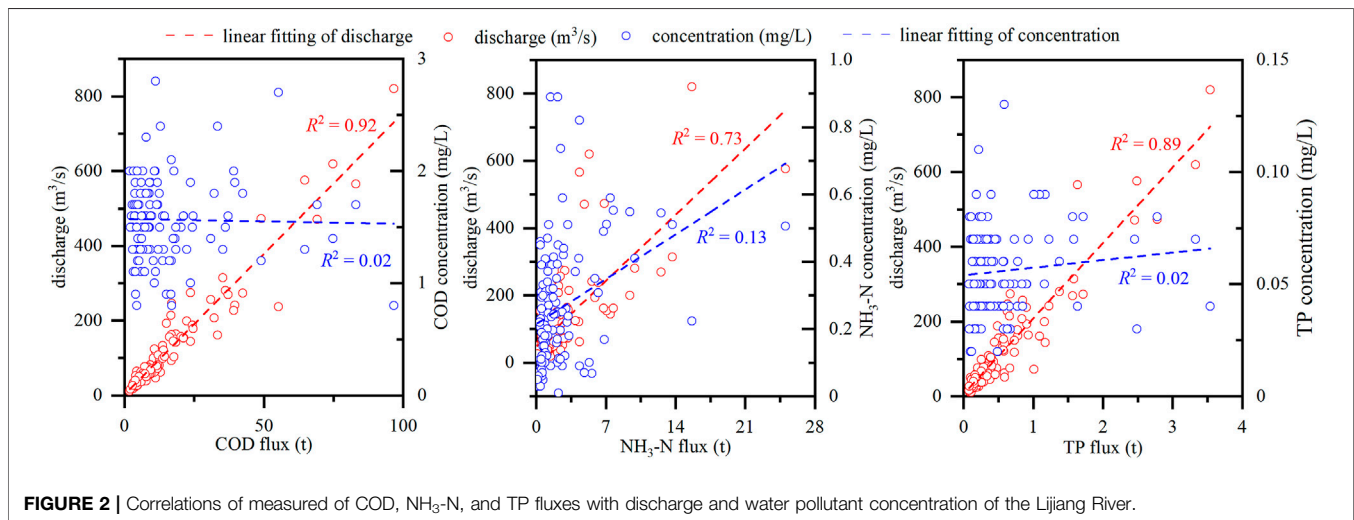 linear fitting of discharge discharge (m³/s) concentration (mg/L) linear fitting of concentration
800
600
400
200
0
discharge (m³/s)
3
2
1
0
COD concentration (mg/L)
R² = 0.92
R² = 0.02
0 50 100
COD flux (t)
800
600
400
200
0
discharge (m³/s)
1.0
0.8
0.6
0.4
0.2
0.0
NH₃-N concentration (mg/L)
R² = 0.73
R² = 0.13
0 7 14 21 28
NH₃-N flux (t)
800
600
400
200
0
discharge (m³/s)
0.15
0.10
0.05
0
TP concentration (mg/L)
R² = 0.89
R² = 0.02
0 1 2 3 4
TP flux (t)
FIGURE 2 | Correlations of measured of COD, NH₃-N, and TP fluxes with discharge and water pollutant concentration of the Lijiang River.